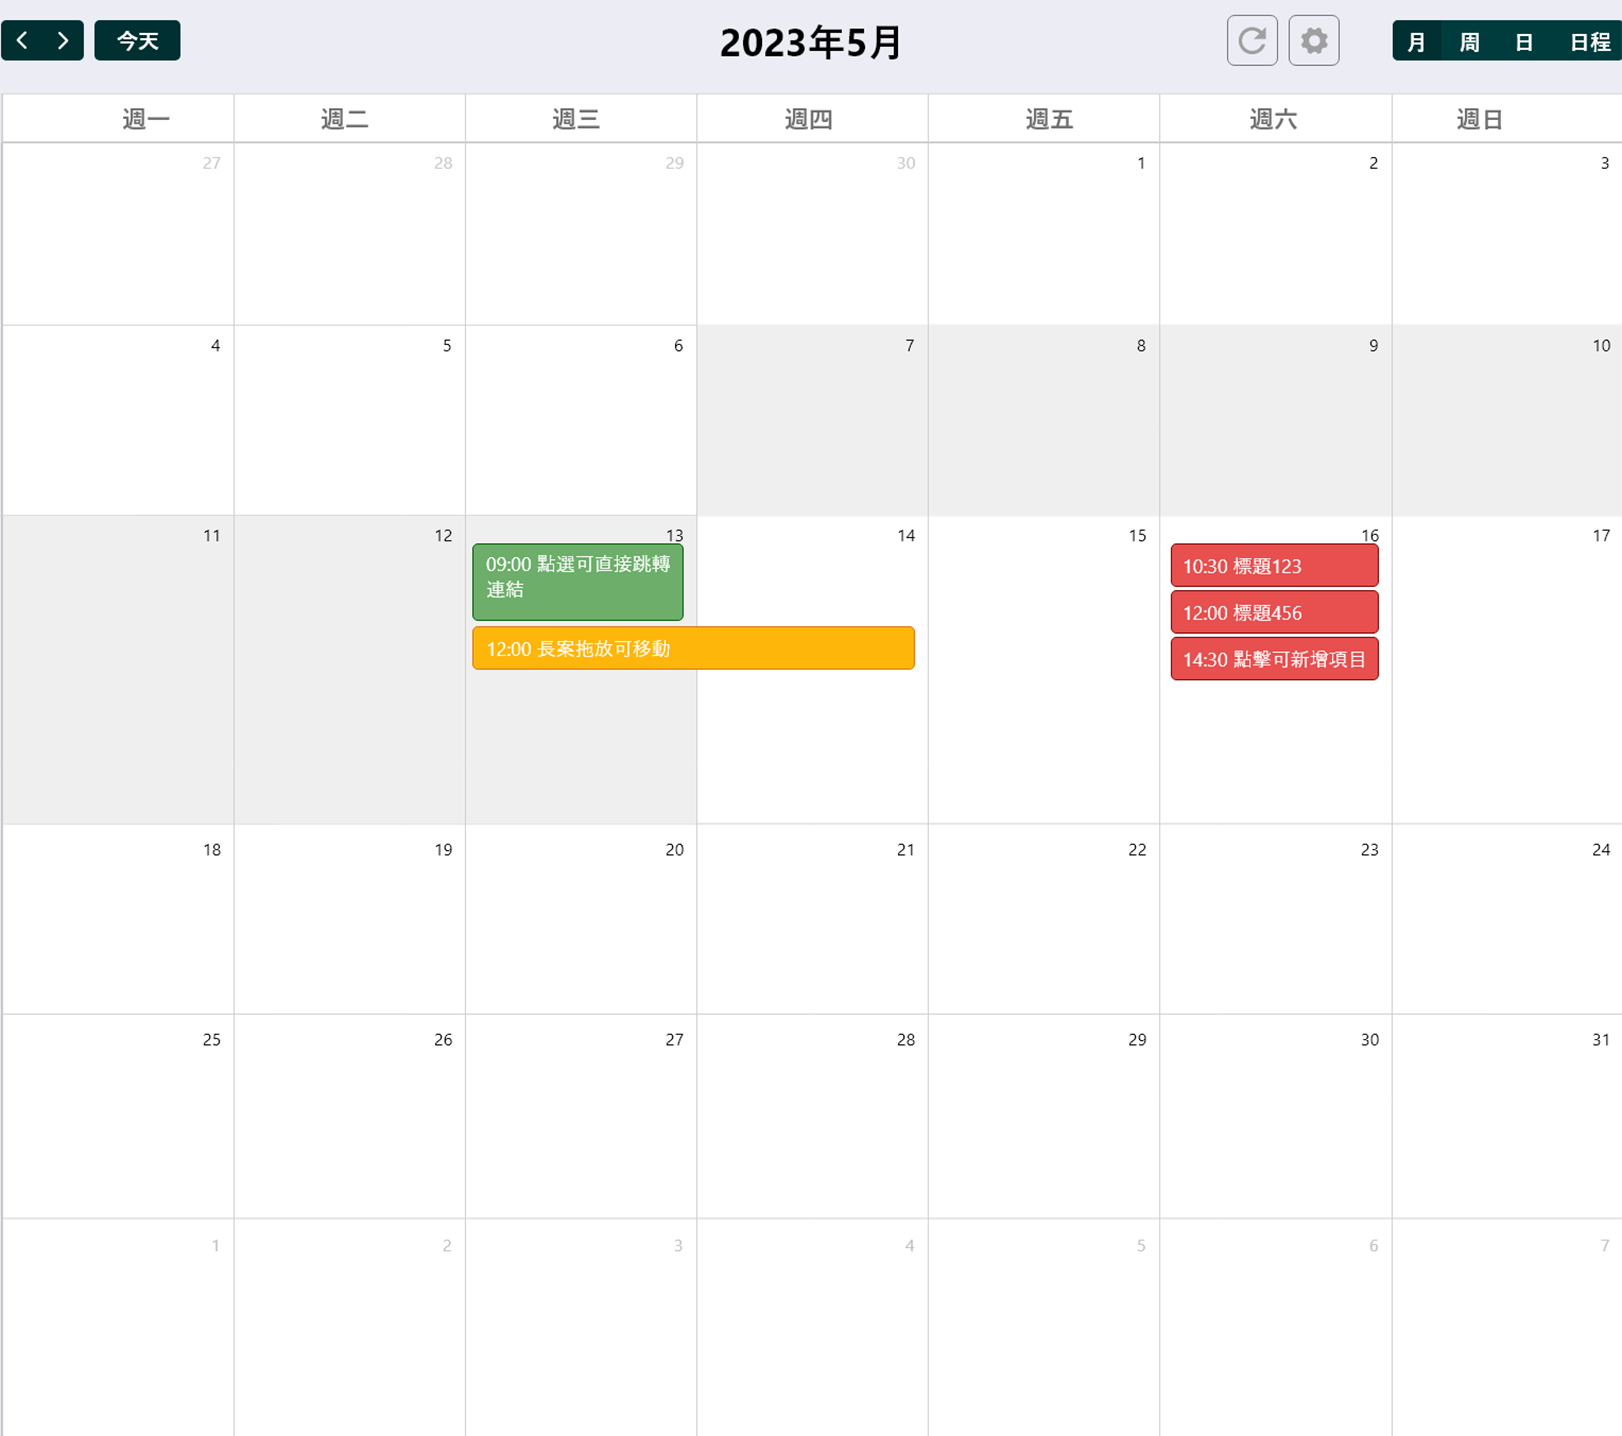 今天
2023年5月
月 周 日 日程
週一 週二 週三 週四 週五 週六 週日
27 28 29 30 1 2 3
4 5 6 7 8 9 10
11 12 13 14 15 16 17
09:00 點選可直接跳轉
連結
12:00 長案拖放可移動
10:30 標題123
12:00 標題456
14:30 點擊可新增項目
18 19 20 21 22 23 24
25 26 27 28 29 30 31
1 2 3 4 5 6 7